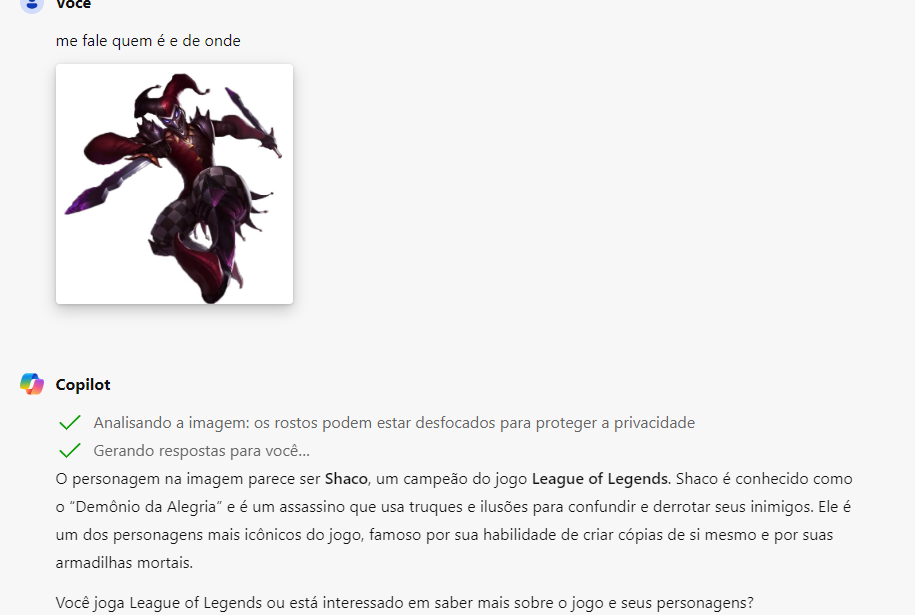 Você
me fale quem é e de onde
Copilot
Analisando a imagem: os rostos podem estar desfocados para proteger a privacidade
Gerando respostas para você...
O personagem na imagem parece ser Shaco, um campeão do jogo League of Legends. Shaco é conhecido como
o “Demônio da Alegria” e é um assassino que usa truques e ilusões para confundir e derrotar seus inimigos. Ele é
um dos personagens mais icônicos do jogo, famoso por sua habilidade de criar cópias de si mesmo e por suas
armadilhas mortais.
Você joga League of Legends ou está interessado em saber mais sobre o jogo e seus personagens?